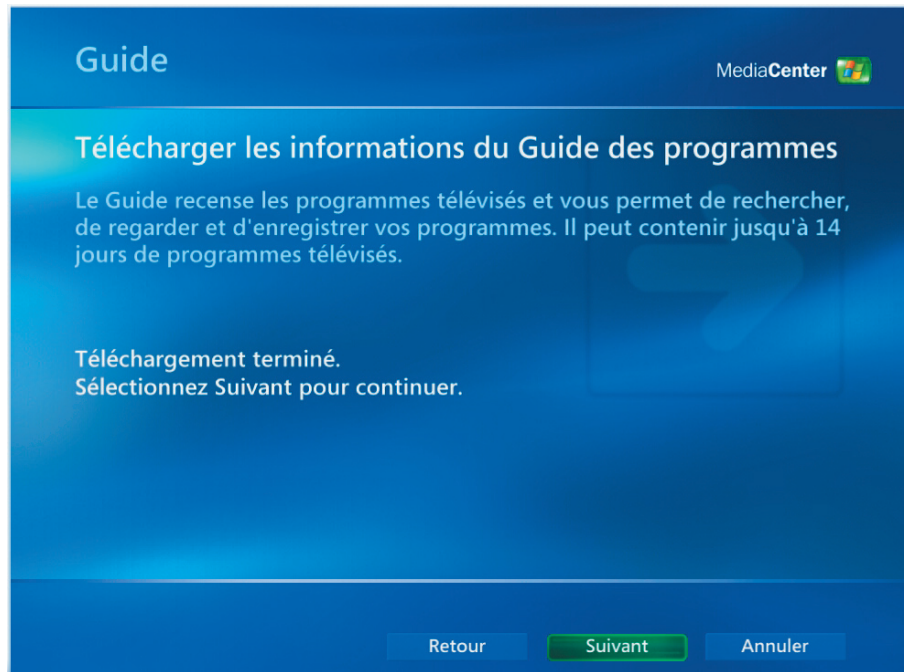 Guide
MediaCenter
Télécharger les informations du Guide des programmes
Le Guide recense les programmes télévisés et vous permet de rechercher,
de regarder et d'enregistrer vos programmes. Il peut contenir jusqu'à 14
jours de programmes télévisés.
Téléchargement terminé.
Sélectionnez Suivant pour continuer.
Retour Suivant Annuler